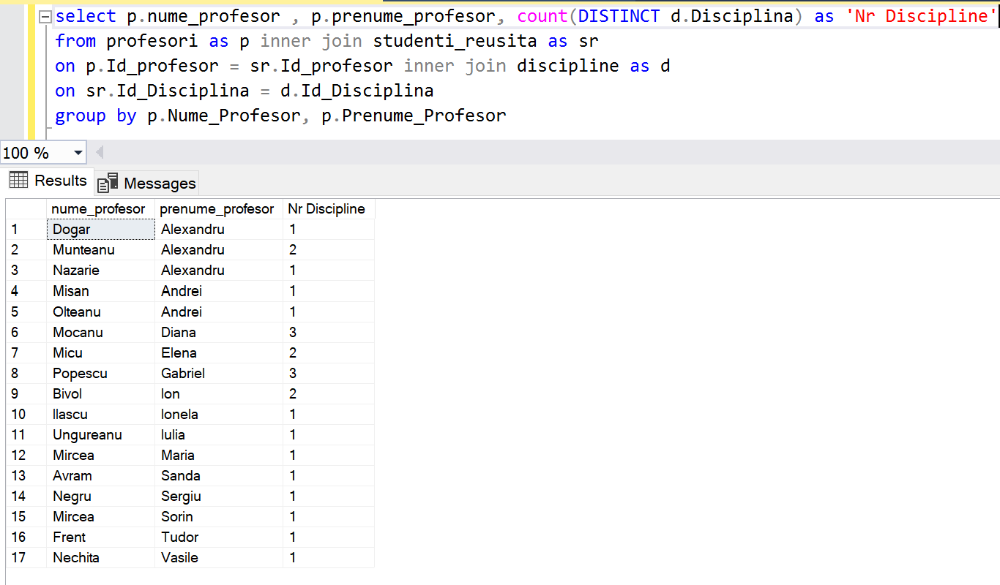 select p.nume_profesor , p.prenume_profesor, count(DISTINCT d.Disciplina) as 'Nr Discipline'
from profesori as p inner join studenti_reusita as sr
on p.Id_profesor = sr.Id_profesor inner join discipline as d
on sr.Id_Disciplina = d.Id_Disciplina
group by p.Nume_Profesor, p.Prenume_Profesor
100 %
Results Messages
nume_profesor prenume_profesor Nr Discipline
1 Dogar Alexandru 1
2 Munteanu Alexandru 2
3 Nazarie Alexandru 1
4 Misan Andrei 1
5 Olteanu Andrei 1
6 Mocanu Diana 3
7 Micu Elena 2
8 Popescu Gabriel 3
9 Bivol Ion 2
10 Ilascu Ionela 1
11 Ungureanu Iulia 1
12 Mircea Maria 1
13 Avram Sanda 1
14 Negru Sergiu 1
15 Mircea Sorin 1
16 Frent Tudor 1
17 Nechita Vasile 1